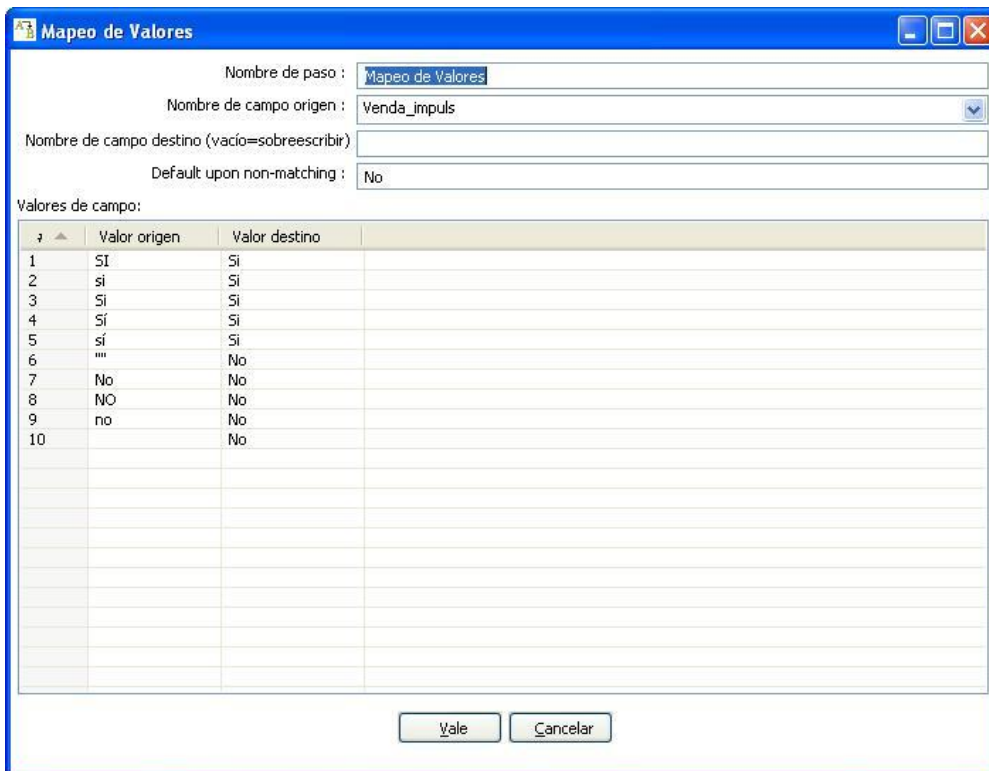 Mapeo de Valores
Nombre de paso : Mapeo de Valores
Nombre de campo origen : Venda_impuls
Nombre de campo destino (vacío=sobreescribir)
Default upon non-matching : No
Valores de campo:
Valor origen Valor destino
1 SI Si
2 si Si
3 Si Si
4 Sí Si
5 sí Si
6 "" No
7 No No
8 NO No
9 no No
10 No
Vale Cancelar